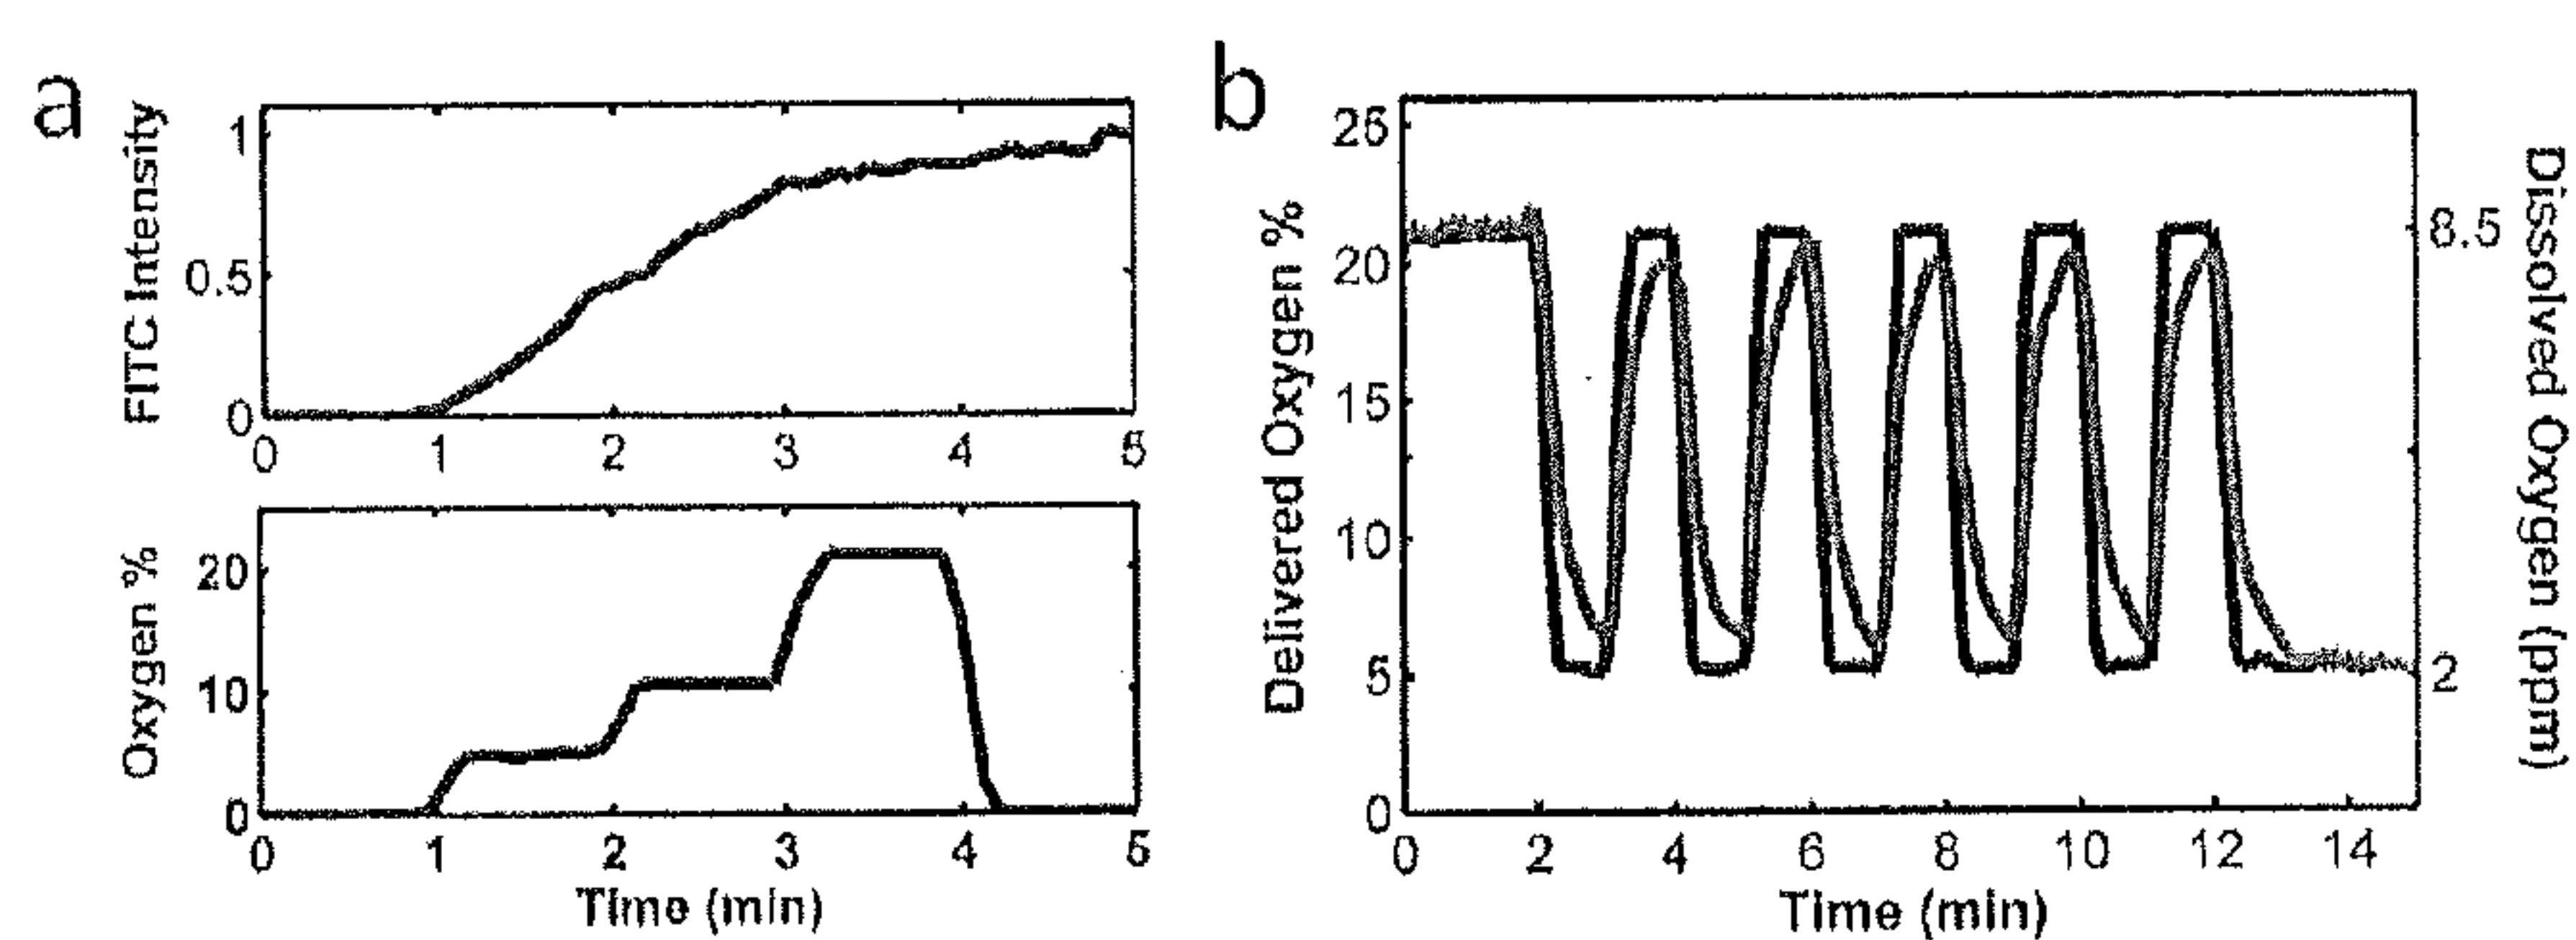 a
FITC Intensity
1
0.5
0
0 1 2 3 4 5
Oxygen %
20
10
0
0 1 2 3 4 5
Time (min)
b
Delivered Oxygen %
25
20
15
10
5
0
0 2 4 6 8 10 12 14
Time (min)
8.5
2
Dissolved Oxygen (ppm)